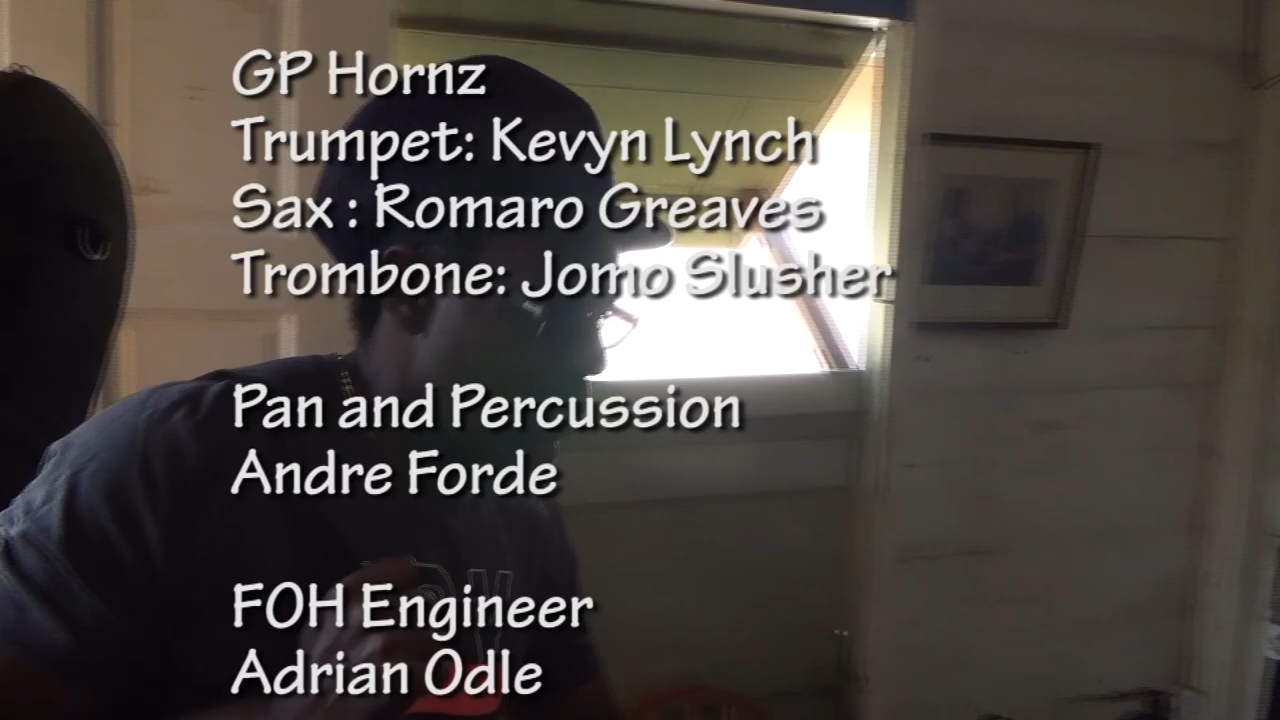 GP Hornz
Trumpet: Kevyn Lynch
Sax : Romaro Greaves
Trombone: Jomo Slusher
Pan and Percussion
Andre Forde
FOH Engineer
Adrian Odle